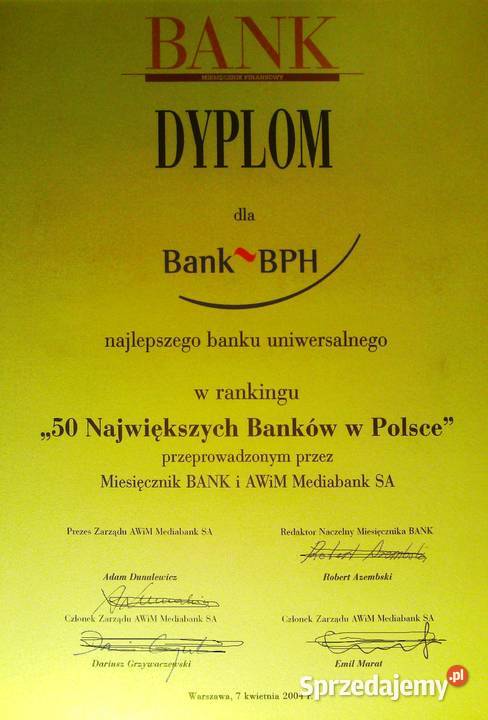 BANK
MIESIĘCZNIK FINANSOWY
DYPLOM
dla
Bank~BPH
najlepszego banku uniwersalnego
w rankingu
„50 Największych Banków w Polsce”
przeprowadzonym przez
Miesięcznik BANK i AWiM Mediabank SA
Prezes Zarządu AWiM Mediabank SA
Redaktor Naczelny Miesięcznika BANK
Robert Azembski
Adam Dunalewicz
Robert Azembski
Członek Zarządu AWiM Mediabank SA
Członek Zarządu AWiM Mediabank SA
Dariusz Grzywaczewski
Emil Marat
Warszawa, 7 kwietnia 2004 r.
Sprzedajemy.pl